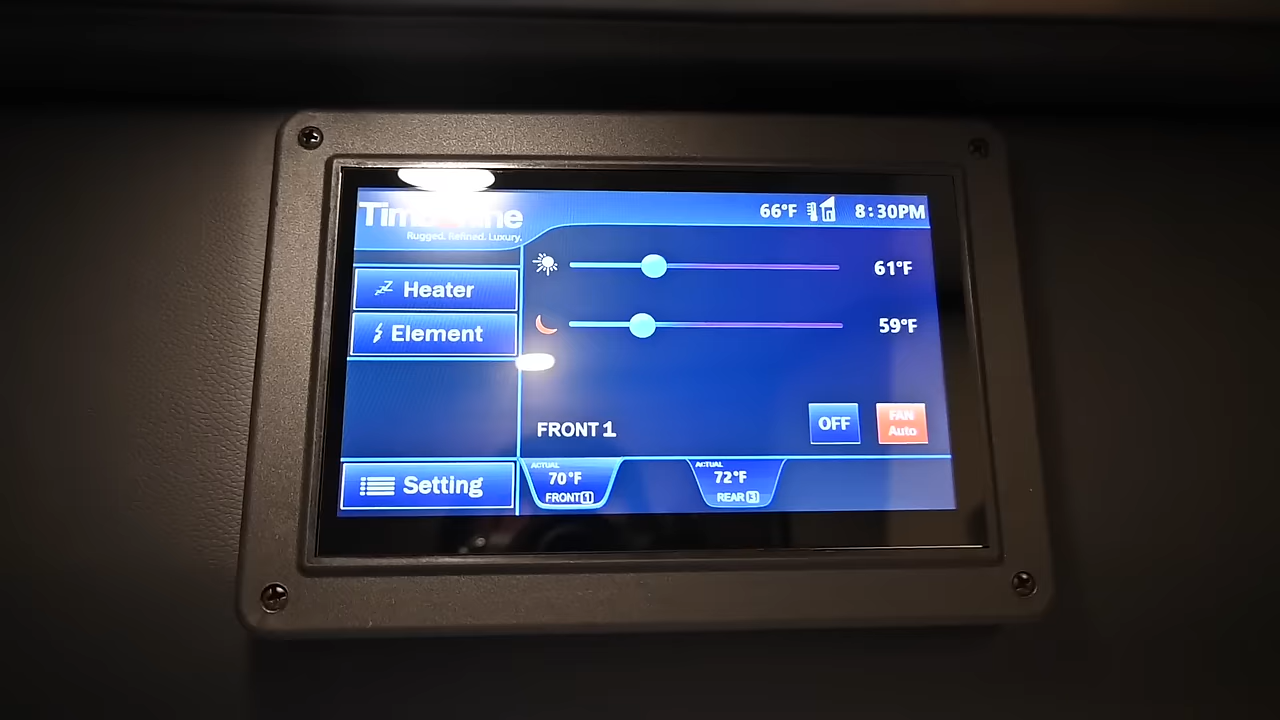 66°F 8:30PM
Rugged. Refined. Luxury.
61°F
Heater
59°F
Element
FRONT 1
OFF
FAN
Auto
Setting
ACTUAL
70°F
FRONT 1
ACTUAL
72°F
REAR 3